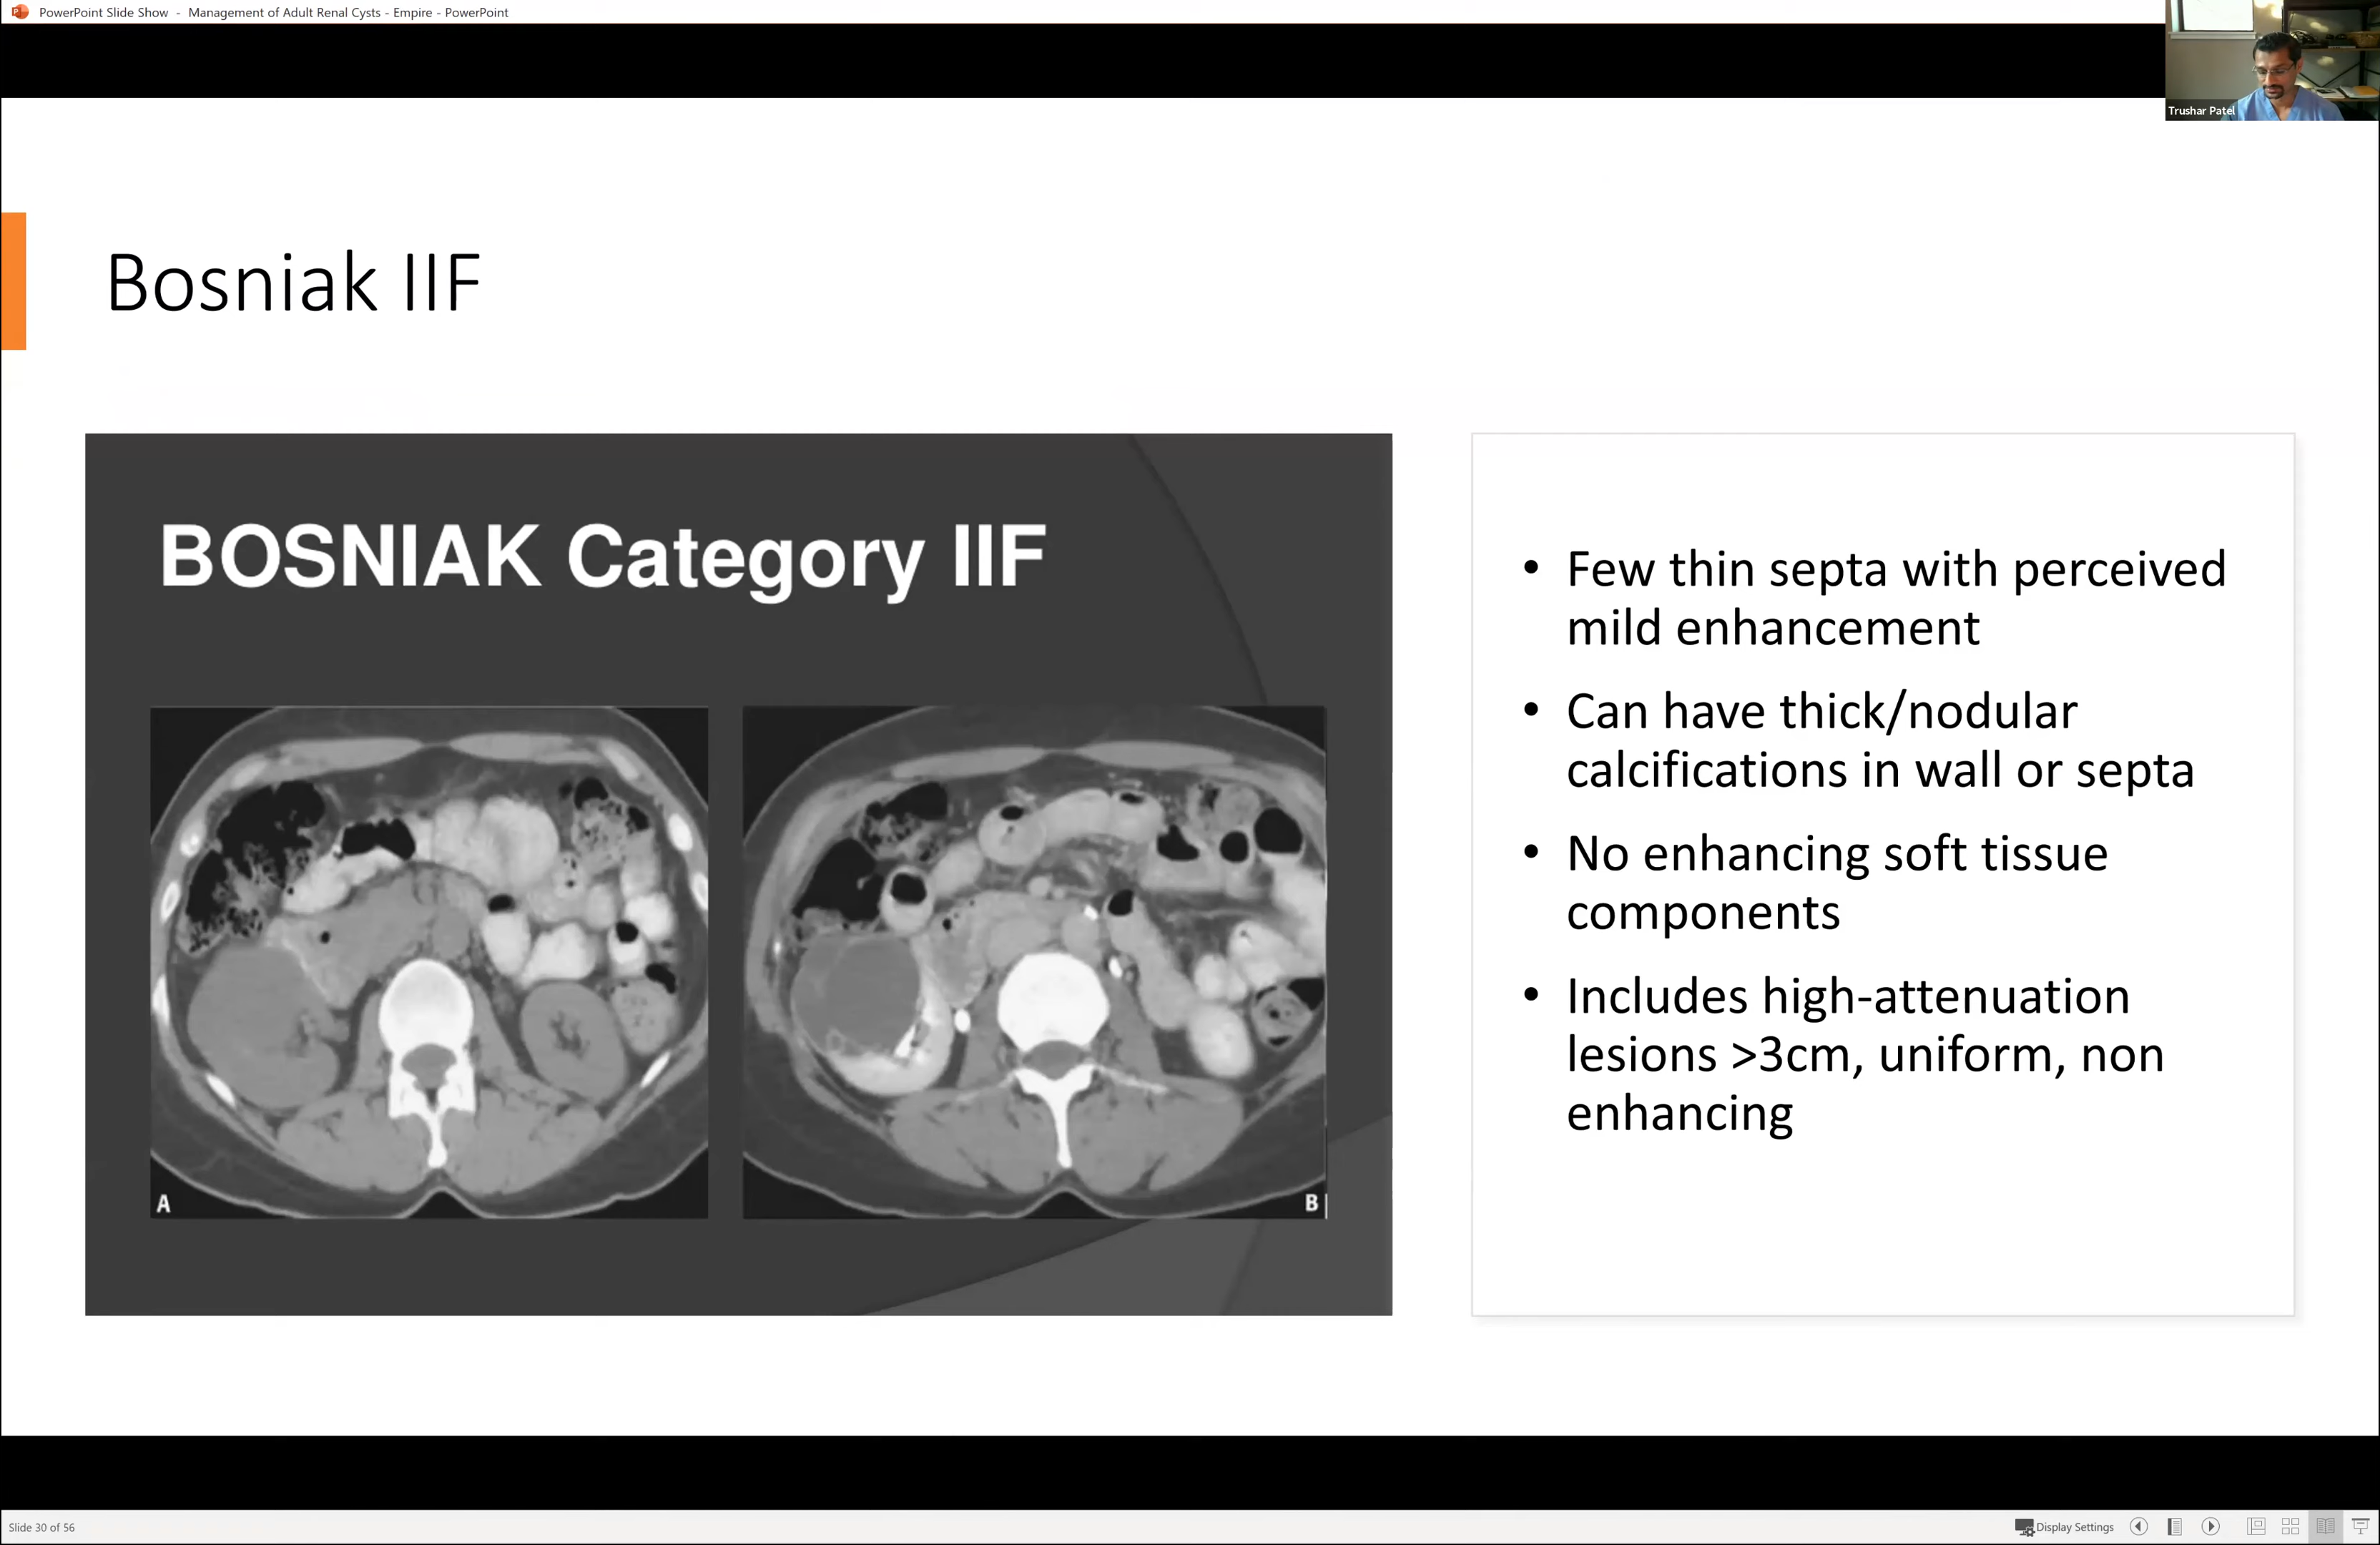 PowerPoint Slide Show - Management of Adult Renal Cysts - Empire - PowerPoint
Trushar Patel
Bosniak IIF
BOSNIAK Category IIF
A
B
• Few thin septa with perceived
mild enhancement
• Can have thick/nodular
calcifications in wall or septa
• No enhancing soft tissue
components
• Includes high-attenuation
lesions >3cm, uniform, non
enhancing
Slide 30 of 56
Display Settings